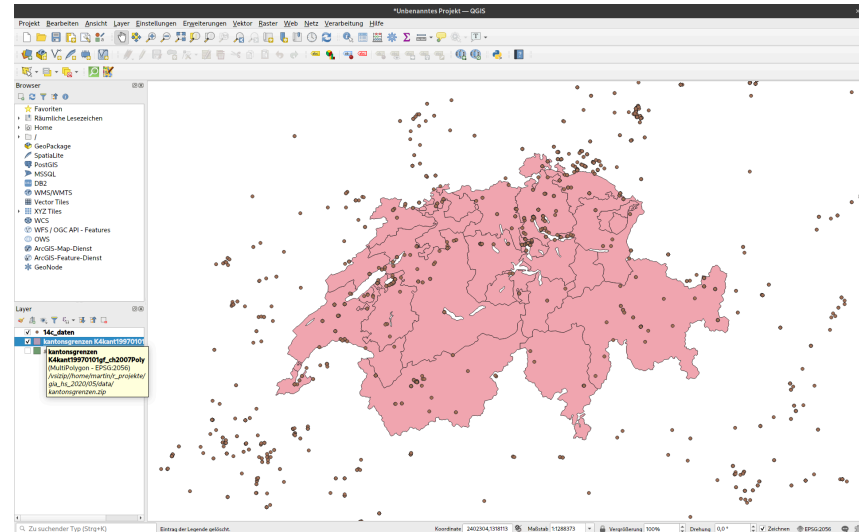 *Unbenanntes Projekt — QGIS
Projekt Bearbeiten Ansicht Layer Einstellungen Erweiterungen Vektor Raster Web Netz Verarbeitung Hilfe
Browser
Favoriten
Räumliche Lesezeichen
Home
/
GeoPackage
SpatiaLite
PostGIS
MSSQL
DB2
WMS/WMTS
Vector Tiles
XYZ Tiles
WCS
WFS / OGC API - Features
OWS
ArcGIS-Map-Dienst
ArcGIS-Feature-Dienst
GeoNode
Layer
14c_daten
kantonsgrenzen K4kant19970101
kantonsgrenzen
K4kant19970101gf_ch2007Poly
(MultiPolygon - EPSG:2056)
/vsizip//home/martin/r_projekte/
gia_hs_2020/05/data/
kantonsgrenzen.zip
Zu suchender Typ (Strg+K) Eintrag der Legende gelöscht. Koordinate 2402304,1318113 Maßstab 1:1288373 Vergrößerung 100% Drehung 0,0 ° Zeichnen EPSG:2056